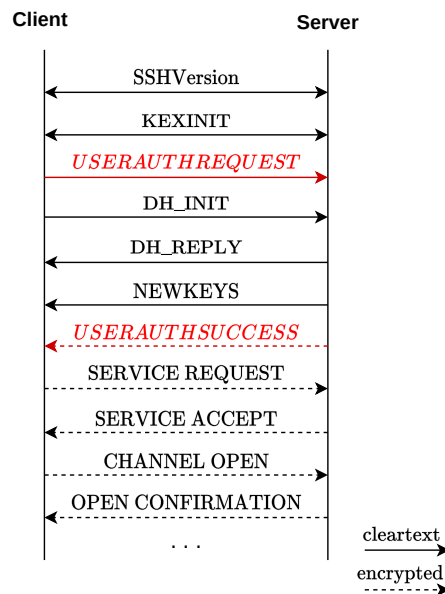 Client
Server
SSHVersion
KEXINIT
USERAUTHREQUEST
DH_INIT
DH_REPLY
NEWKEYS
USERAUTHSUCCESS
SERVICE REQUEST
SERVICE ACCEPT
CHANNEL OPEN
OPEN CONFIRMATION
. . .
cleartext
encrypted